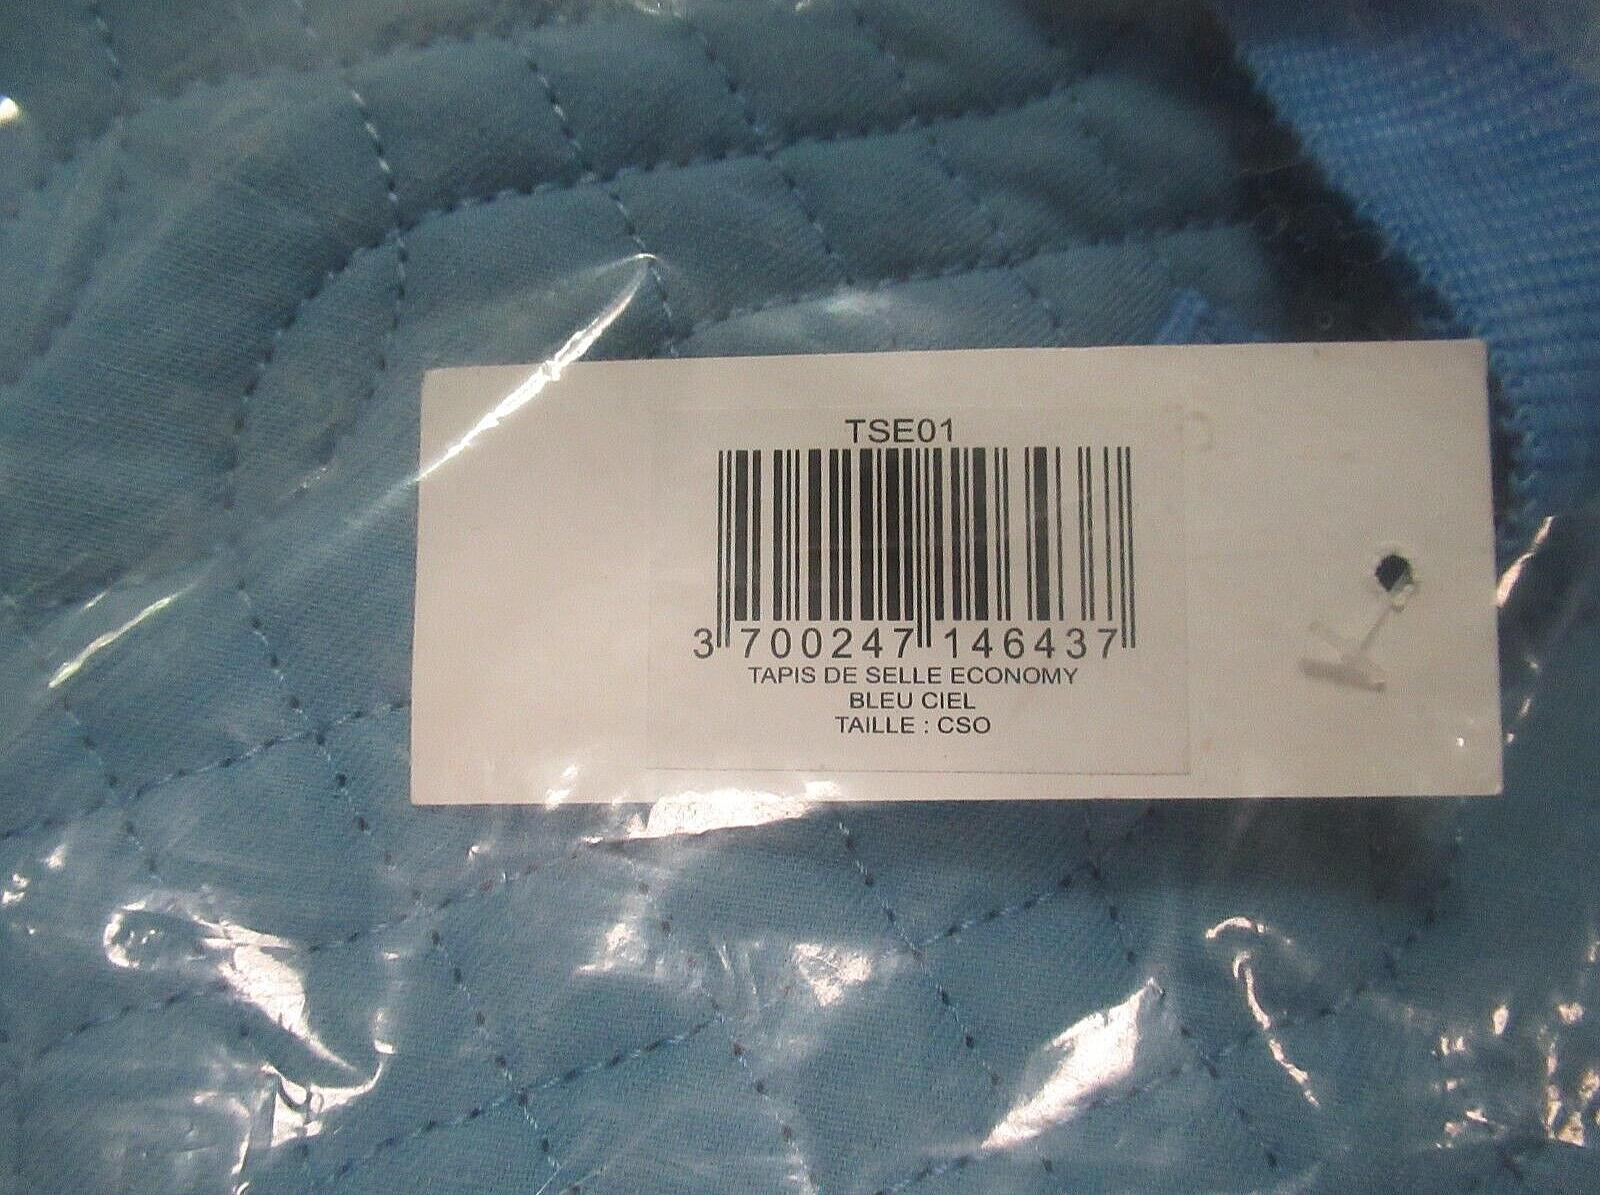 TSE01
3 700247 146437
TAPIS DE SELLE ECONOMY
BLEU CIEL
TAILLE : CSO